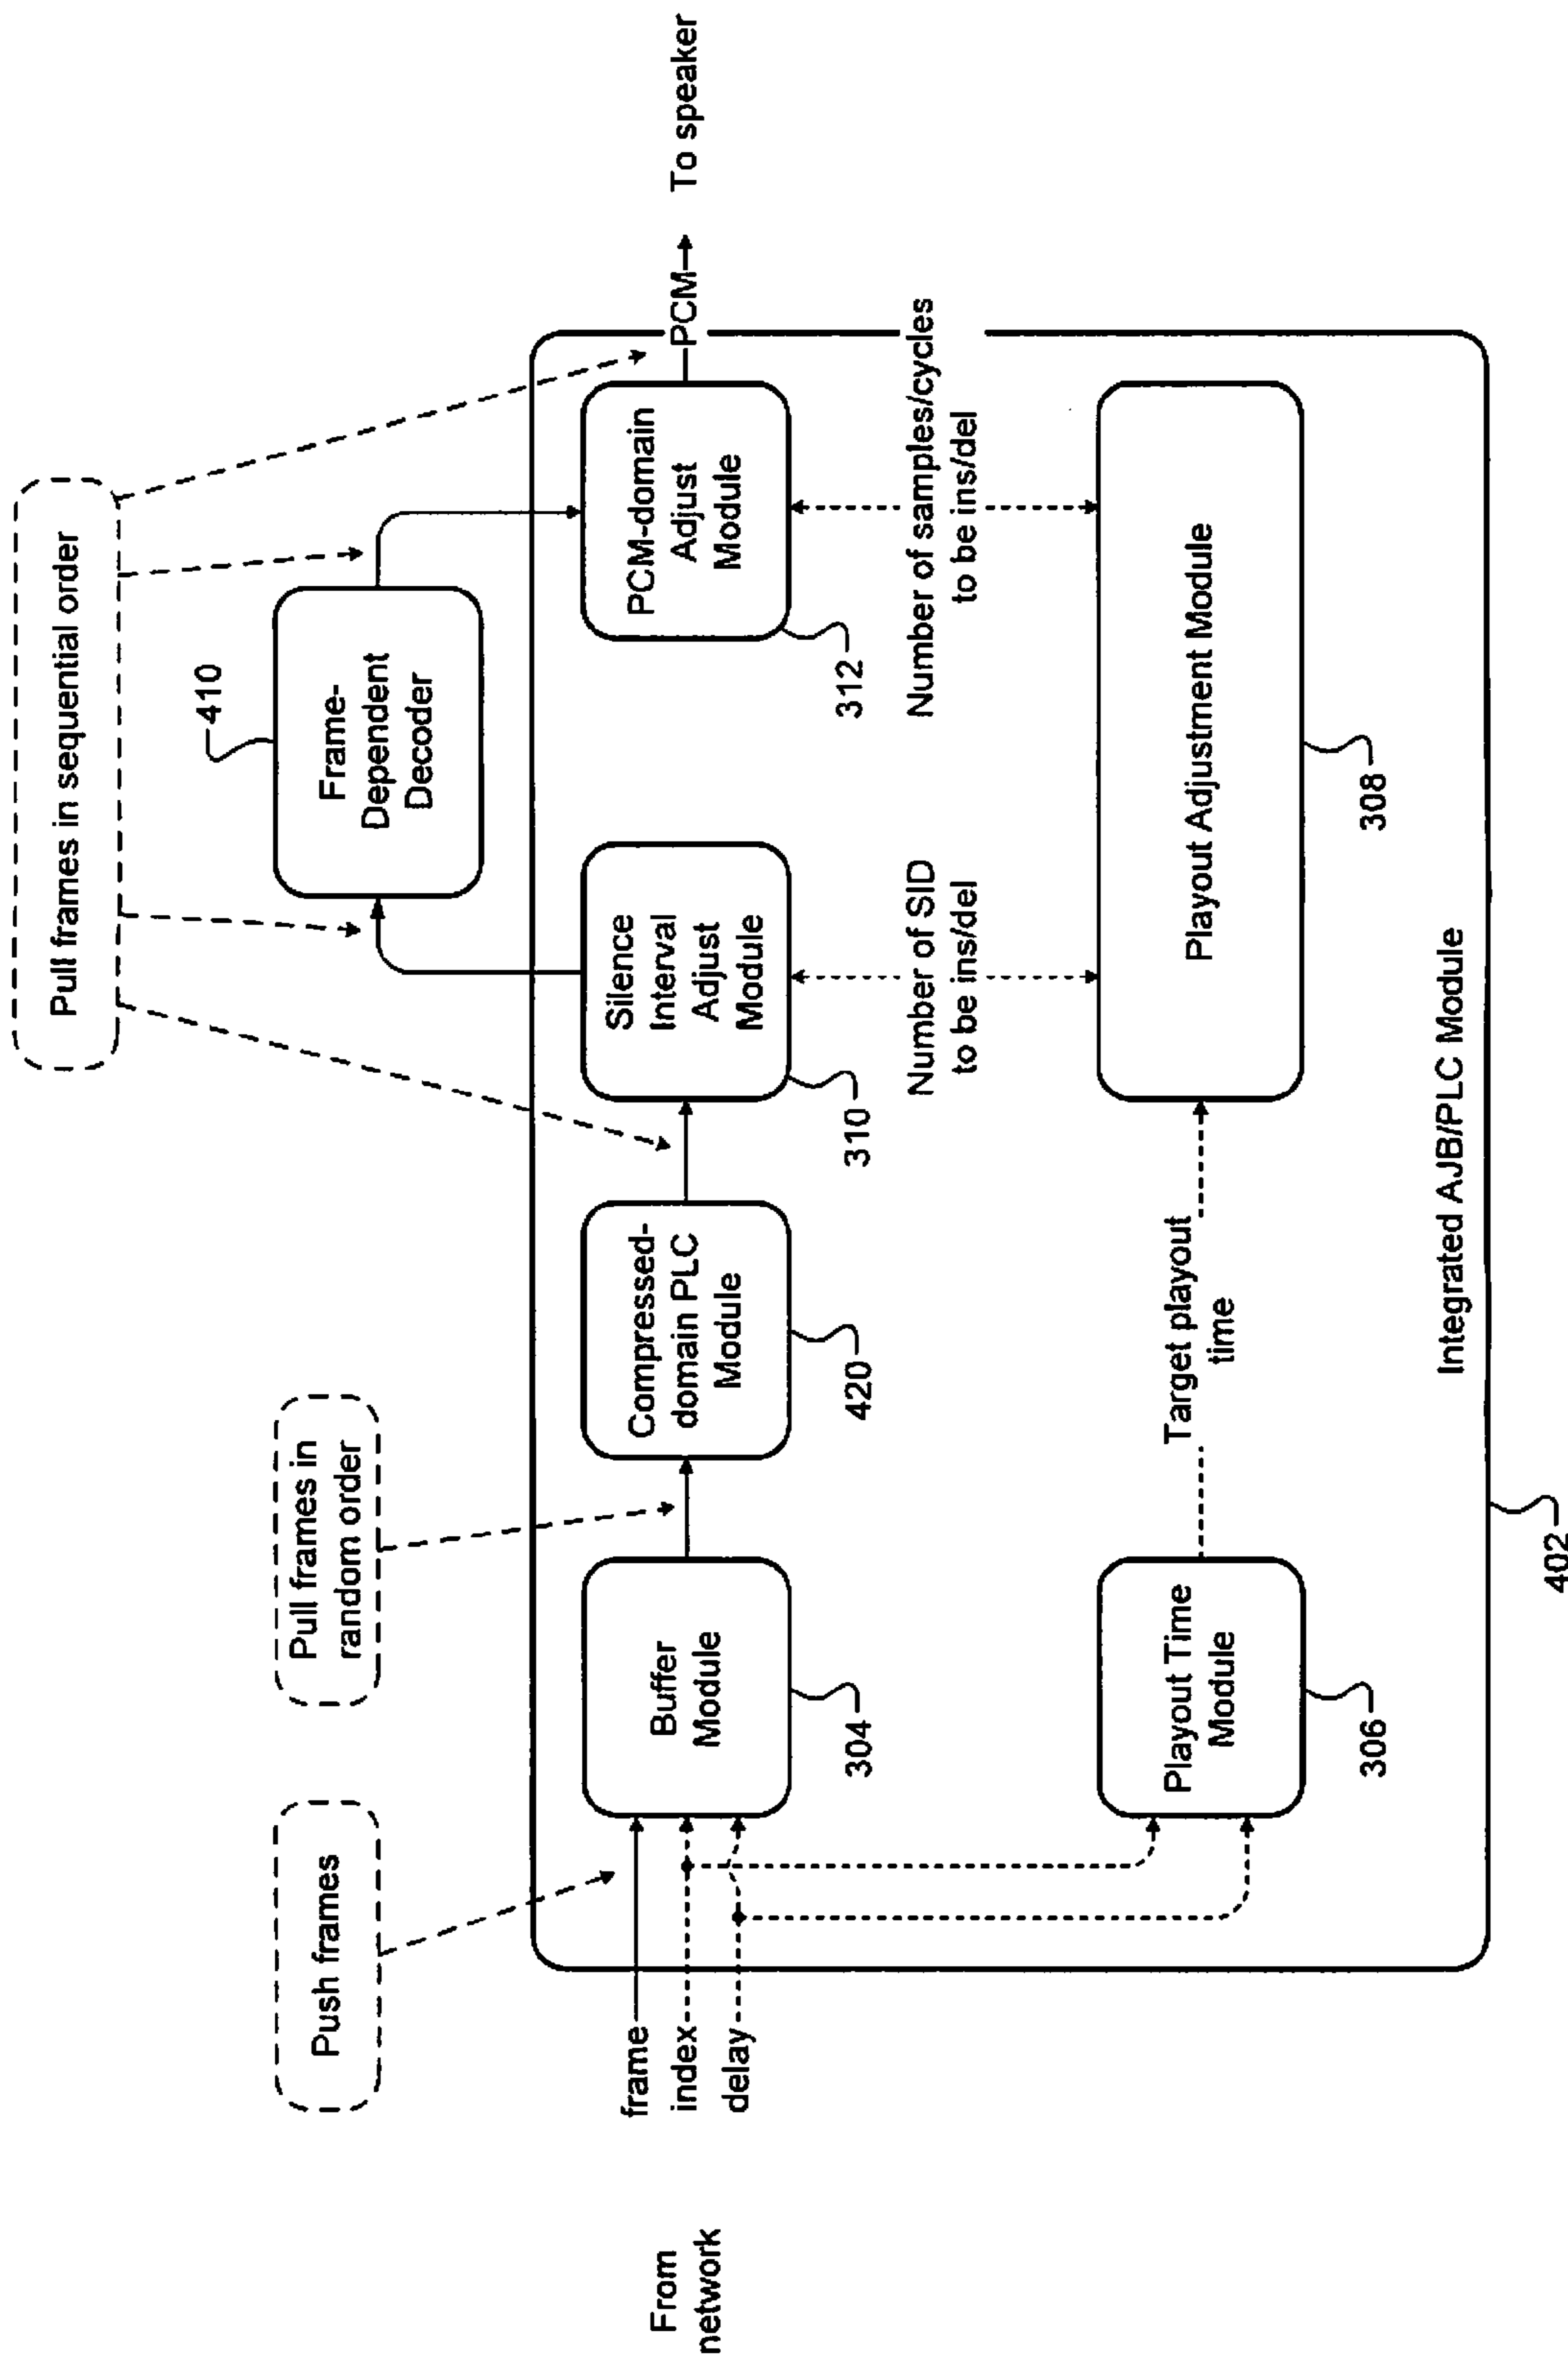 Push frames
Pull frames in
random order
Pull frames in sequential order
From
network
frame
index
delay
Buffer
Module
304
Compressed-
domain PLC
Module
420
Silence
Interval
Adjust
Module
310
Frame-
Dependent
Decoder
410
PCM-domain
Adjust
Module
312
PCM
To speaker
Number of SID
to be ins/del
Number of samples/cycles
to be ins/del
Playout Time
Module
306
Target playout
time
Playout Adjustment Module
308
Integrated AJB/PLC Module
402